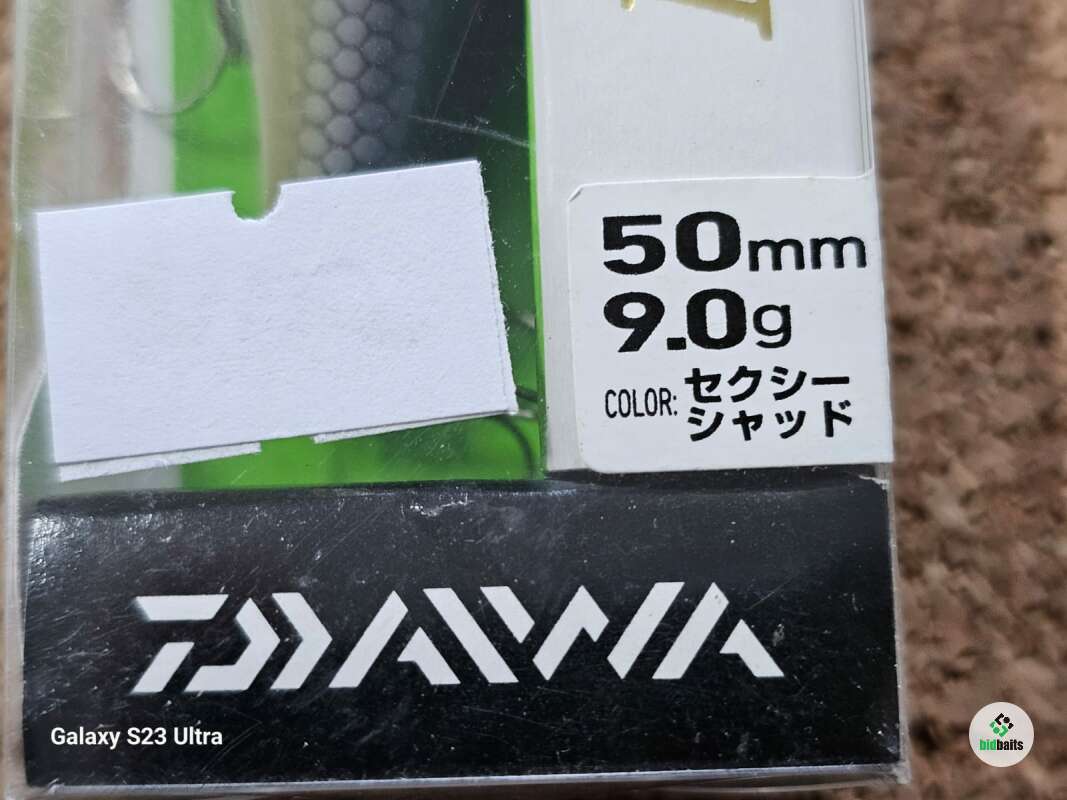 50mm
9.0g
COLOR: セクシー
シャッド
DAIWA
Galaxy S23 Ultra
bidbaits